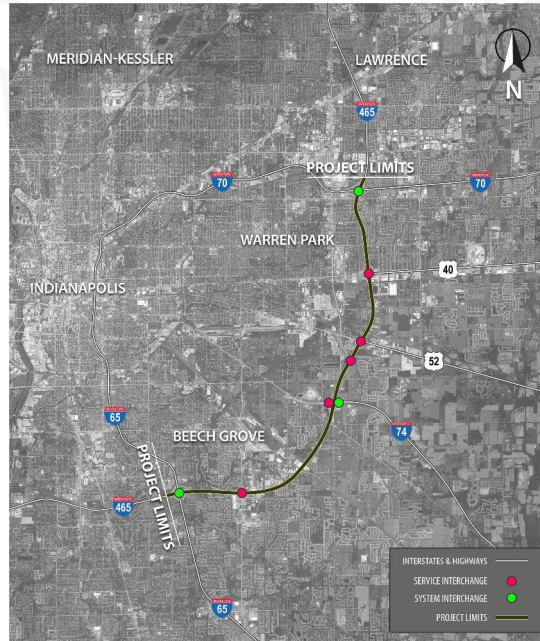 MERIDIAN-KESSLER
LAWRENCE
N
465
PROJECT LIMITS
70
70
WARREN PARK
40
INDIANAPOLIS
52
65
74
BEECH GROVE
PROJECT LIMITS
465
65
INTERSTATES & HIGHWAYS
SERVICE INTERCHANGE
SYSTEM INTERCHANGE
PROJECT LIMITS